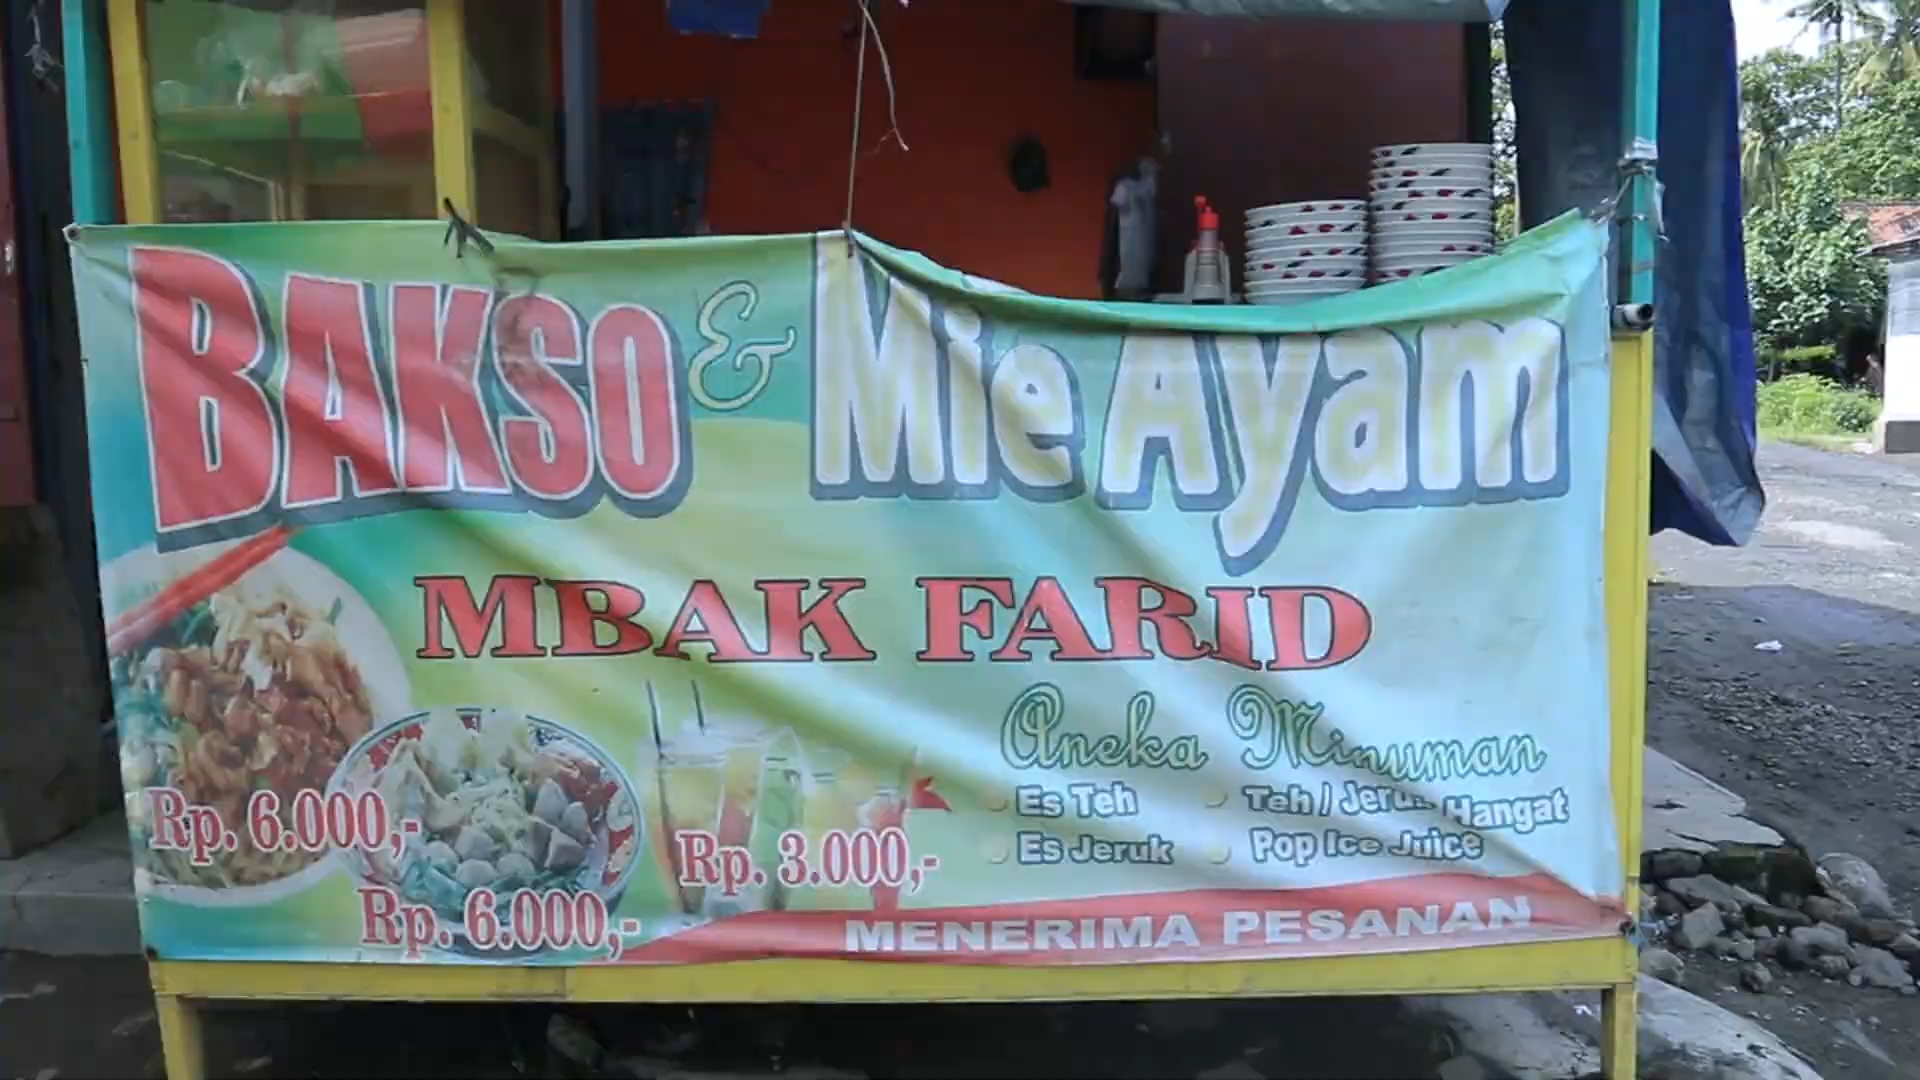 BAKSO & Mie Ayam
MBAK FARID
Aneka Minuman
Es Teh
Teh / Jeruk Hangat
Es Jeruk
Pop Ice Juice
Rp. 6.000,-
Rp. 6.000,-
Rp. 3.000,-
MENERIMA PESANAN